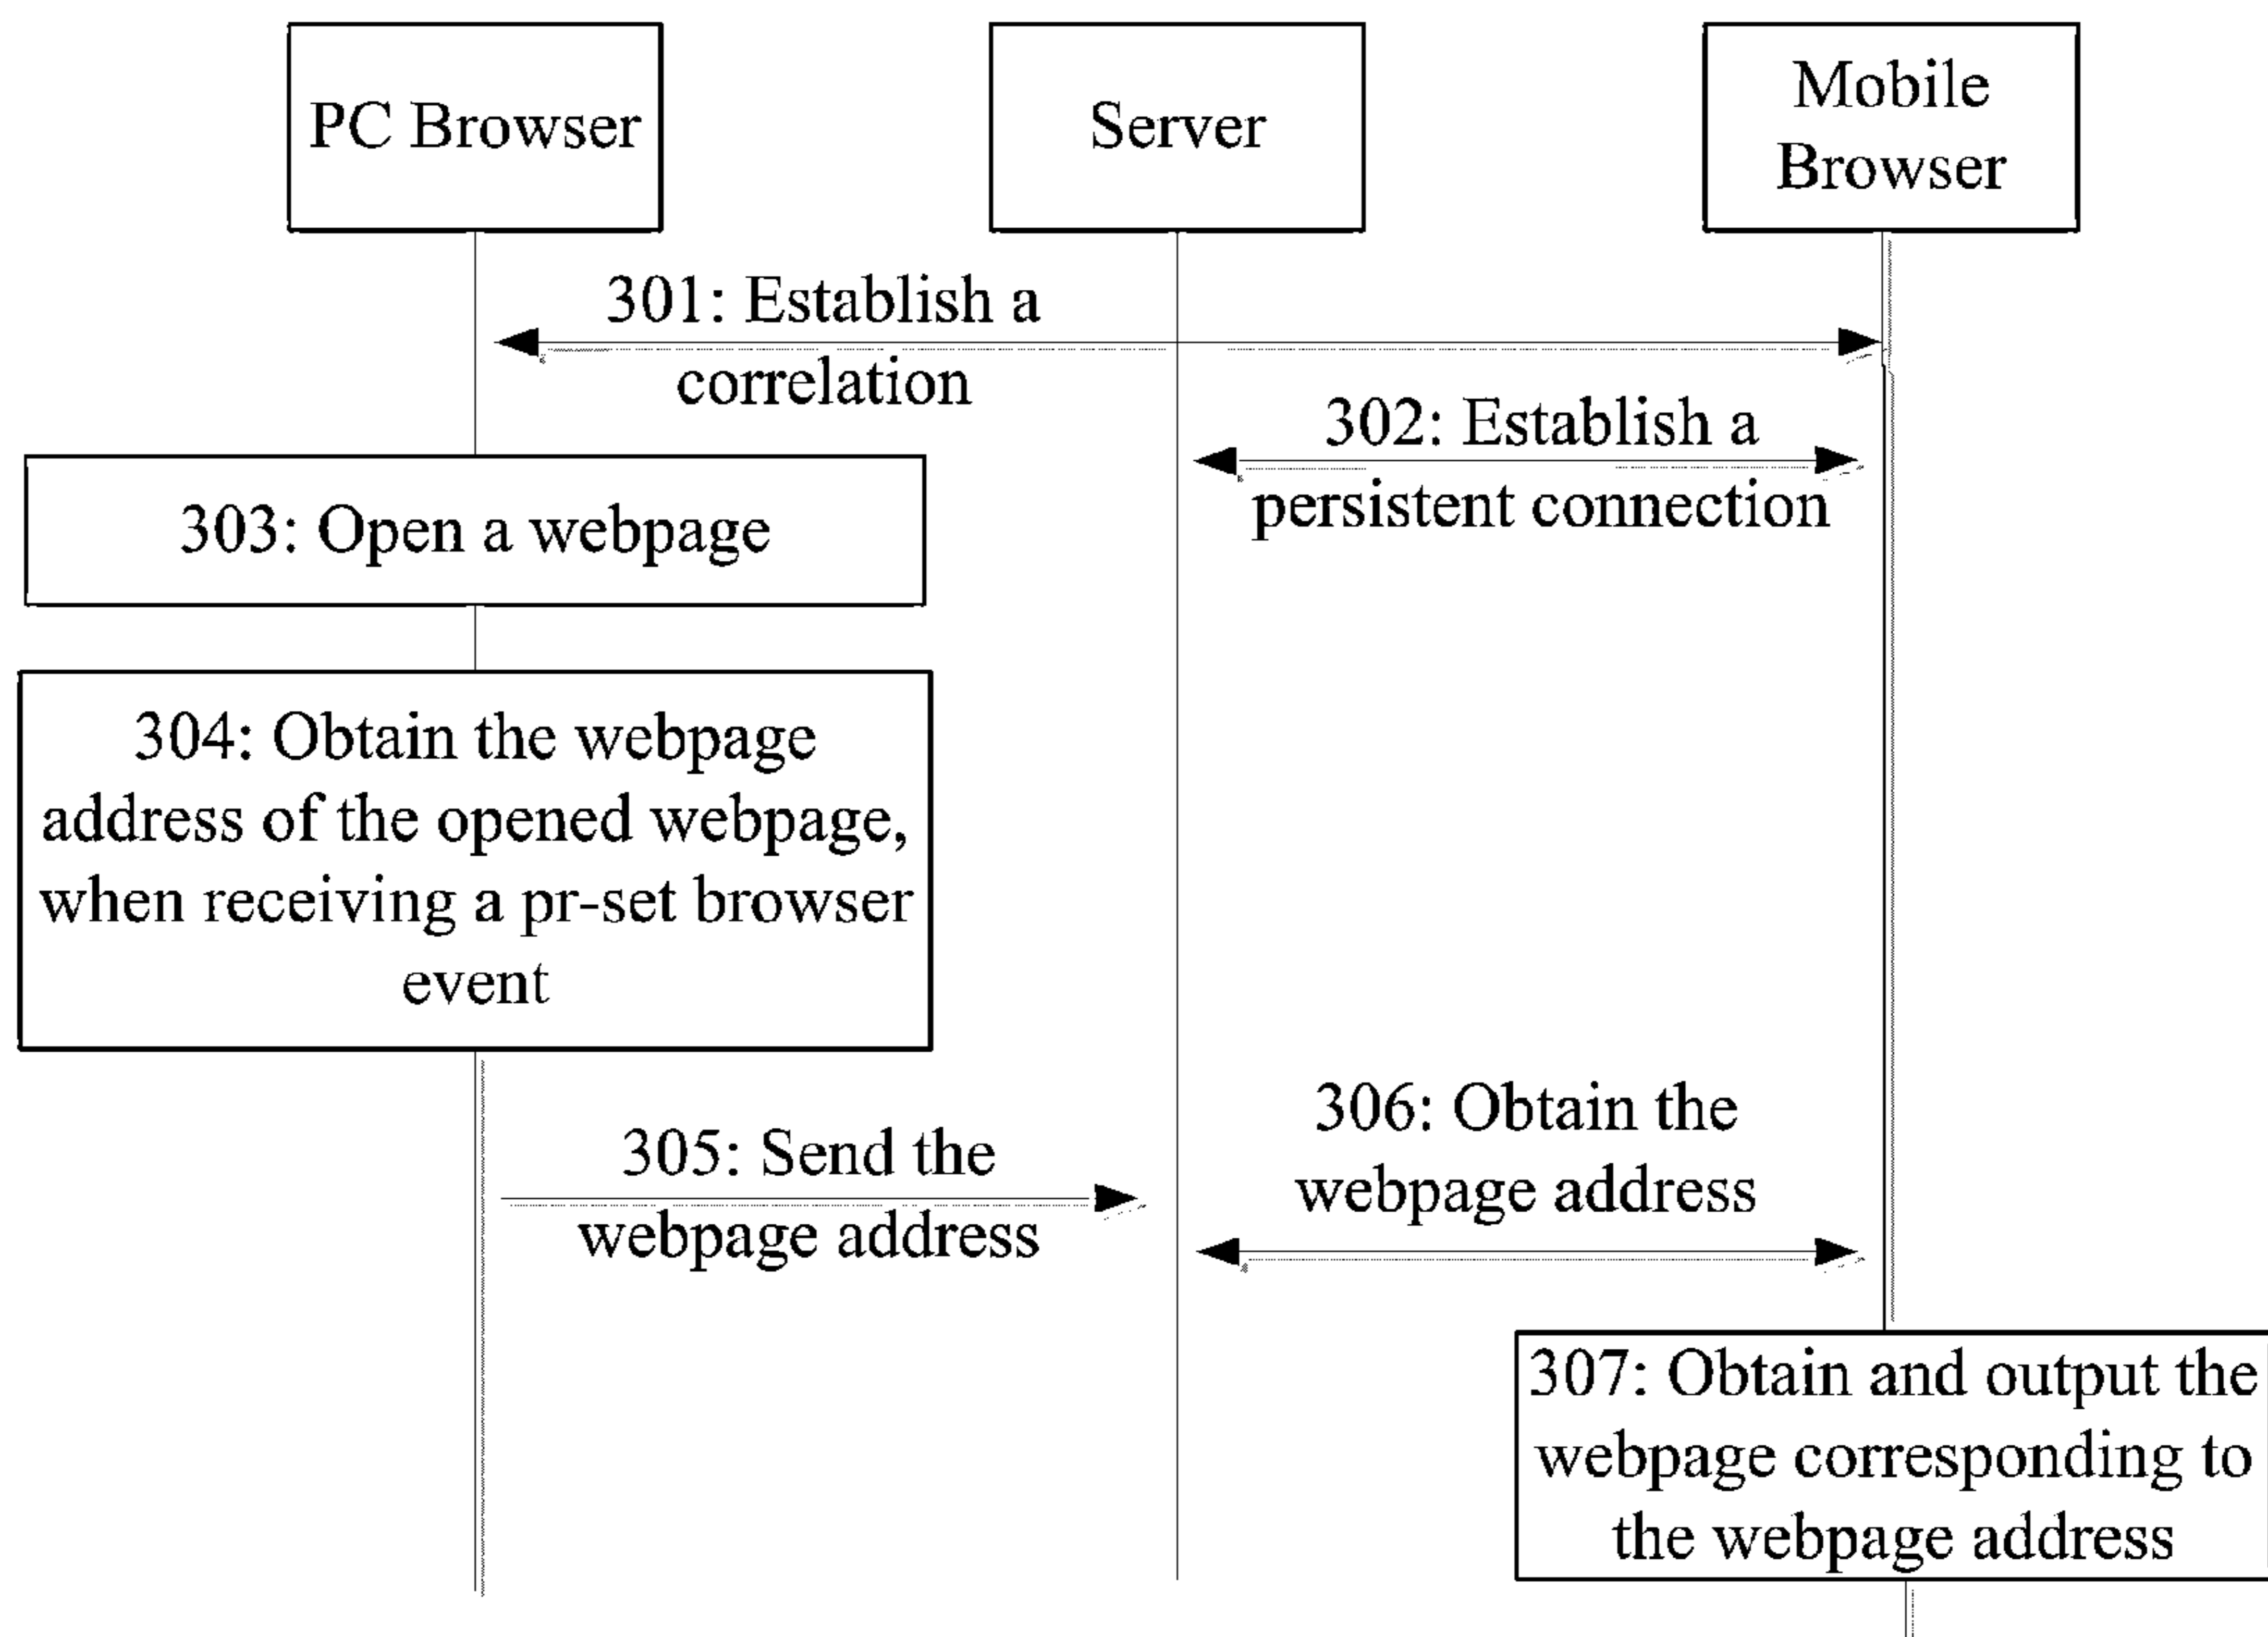 PC Browser
Server
Mobile
Browser
301: Establish a
correlation
302: Establish a
persistent connection
303: Open a webpage
304: Obtain the webpage
address of the opened webpage,
when receiving a pr-set browser
event
305: Send the
webpage address
306: Obtain the
webpage address
307: Obtain and output the
webpage corresponding to
the webpage address